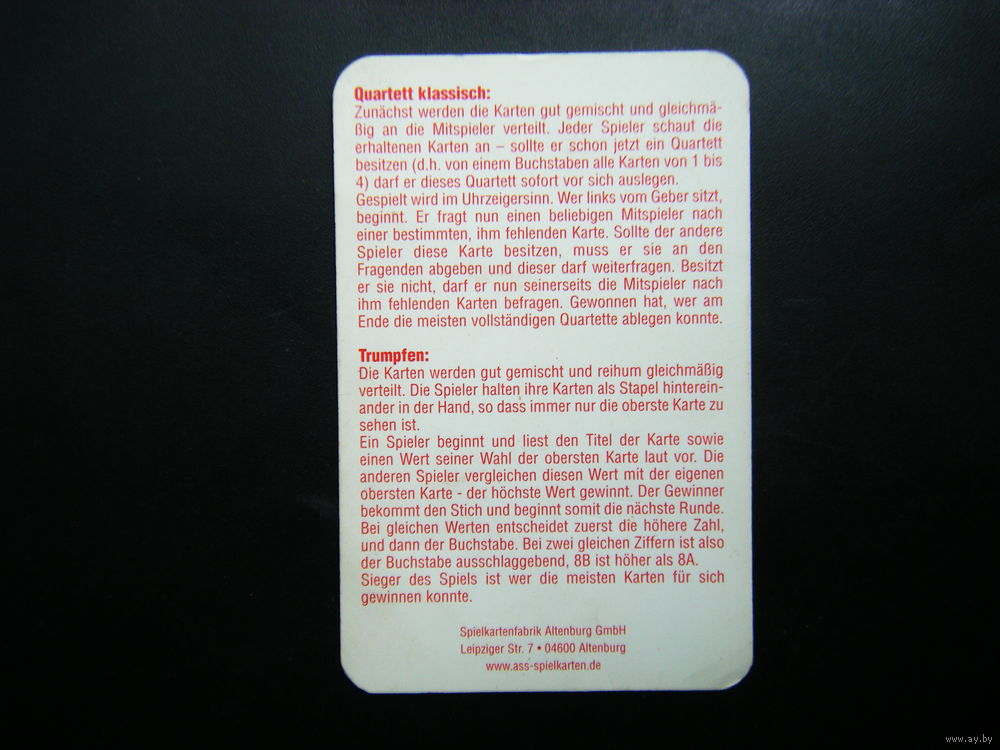 Quartett klassisch:
Zunächst werden die Karten gut gemischt und gleichmä-
ßig an die Mitspieler verteilt. Jeder Spieler schaut die
erhaltenen Karten an – sollte er schon jetzt ein Quartett
besitzen (d.h. von einem Buchstaben alle Karten von 1 bis
4) darf er dieses Quartett sofort vor sich auslegen.
Gespielt wird im Uhrzeigersinn. Wer links vom Geber sitzt,
beginnt. Er fragt nun einen beliebigen Mitspieler nach
einer bestimmten, ihm fehlenden Karte. Sollte der andere
Spieler diese Karte besitzen, muss er sie an den
Fragenden abgeben und dieser darf weiterfragen. Besitzt
er sie nicht, darf er nun seinerseits die Mitspieler nach
ihm fehlenden Karten befragen. Gewonnen hat, wer am
Ende die meisten vollständigen Quartette ablegen konnte.
Trumpfen:
Die Karten werden gut gemischt und reihum gleichmäßig
verteilt. Die Spieler halten ihre Karten als Stapel hinterein-
ander in der Hand, so dass immer nur die oberste Karte zu
sehen ist.
Ein Spieler beginnt und liest den Titel der Karte sowie
einen Wert seiner Wahl der obersten Karte laut vor. Die
anderen Spieler vergleichen diesen Wert mit der eigenen
obersten Karte - der höchste Wert gewinnt. Der Gewinner
bekommt den Stich und beginnt somit die nächste Runde.
Bei gleichen Werten entscheidet zuerst die höhere Zahl,
und dann der Buchstabe. Bei zwei gleichen Ziffern ist also
der Buchstabe ausschlaggebend, 8B ist höher als 8A.
Sieger des Spiels ist wer die meisten Karten für sich
gewinnen konnte.
Spielkartenfabrik Altenburg GmbH
Leipziger Str. 7 • 04600 Altenburg
www.ass-spielkarten.de
www.ay.by